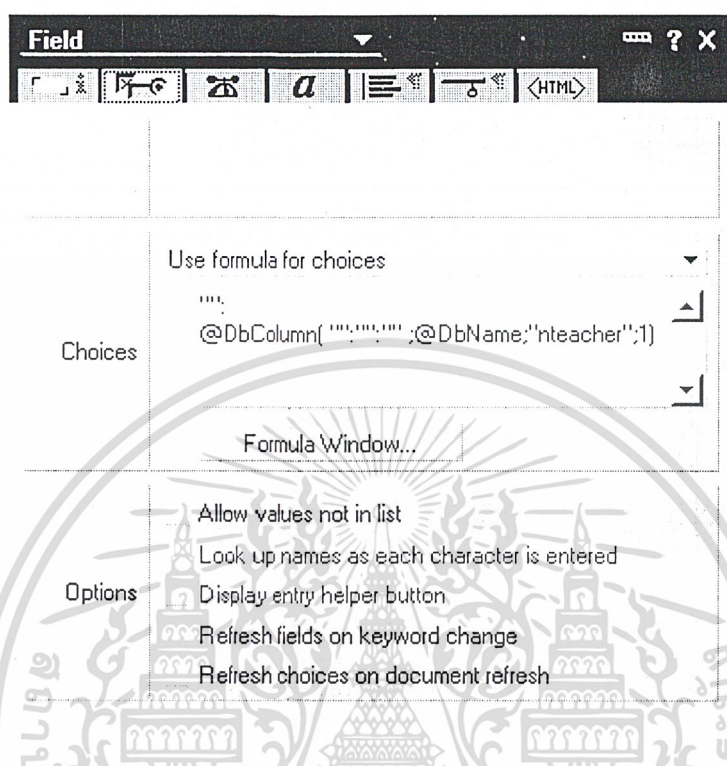 Field
? X
a
<HTML>
Use formula for choices
"":
@DbColumn( "":"":"" ;@DbName;"nteacher";1)
Choices
Formula Window...
Allow values not in list
Look up names as each character is entered
Options
Display entry helper button
Refresh fields on keyword change
Refresh choices on document refresh